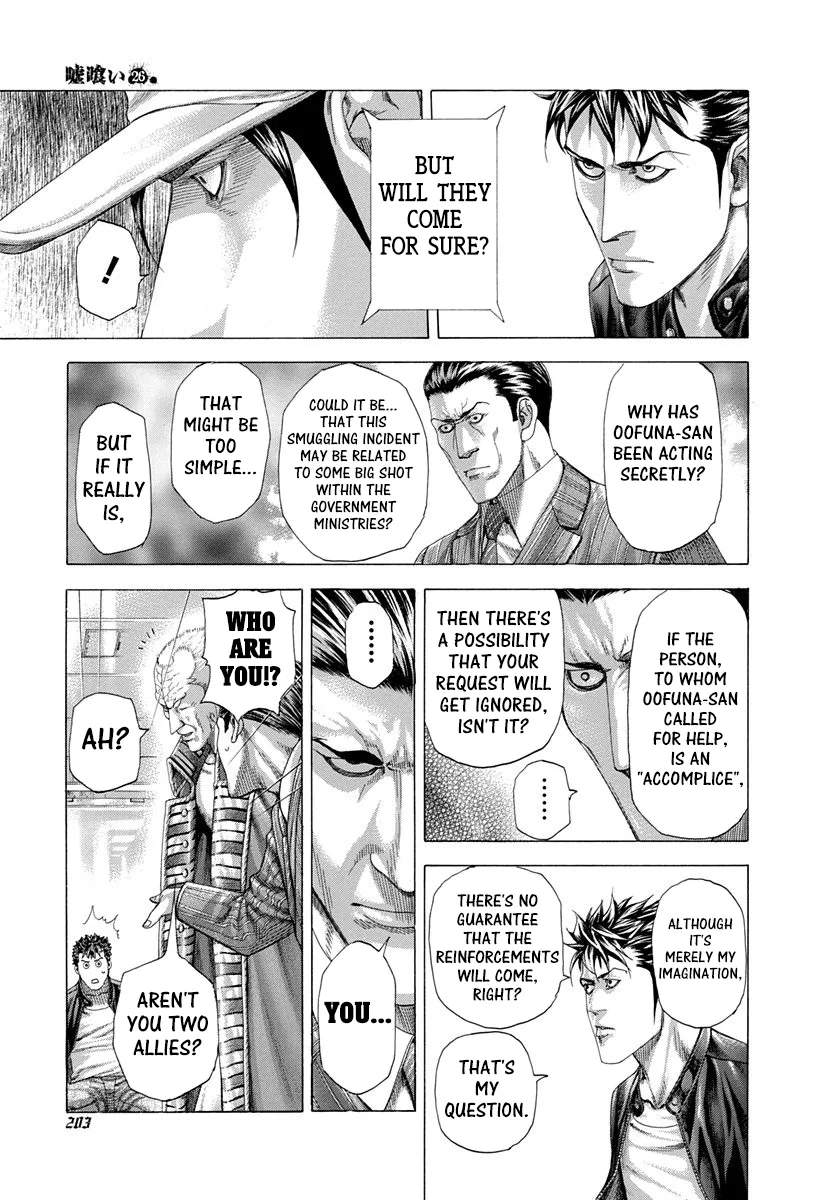 嘘喰い 26
BUT
WILL THEY
COME
FOR SURE?
!
WHY HAS
OOFUNA-SAN
BEEN ACTING
SECRETLY?
COULD IT BE...
THAT THIS
SMUGGLING INCIDENT
MAY BE RELATED
TO SOME BIG SHOT
WITHIN THE
GOVERNMENT
MINISTRIES?
THAT
MIGHT BE
TOO
SIMPLE...
BUT
IF IT
REALLY
IS,
IF THE
PERSON,
TO WHOM
OOFUNA-SAN
CALLED
FOR HELP,
IS AN
"ACCOMPLICE",
THEN THERE'S
A POSSIBILITY
THAT YOUR
REQUEST WILL
GET IGNORED,
ISN'T IT?
......
ALTHOUGH
IT'S
MERELY MY
IMAGINATION,
THERE'S NO
GUARANTEE
THAT THE
REINFORCEMENTS
WILL COME,
RIGHT?
THAT'S
MY
QUESTION.
......
YOU...
WHO
ARE
YOU!?
AH?
AREN'T
YOU TWO
ALLIES?
203